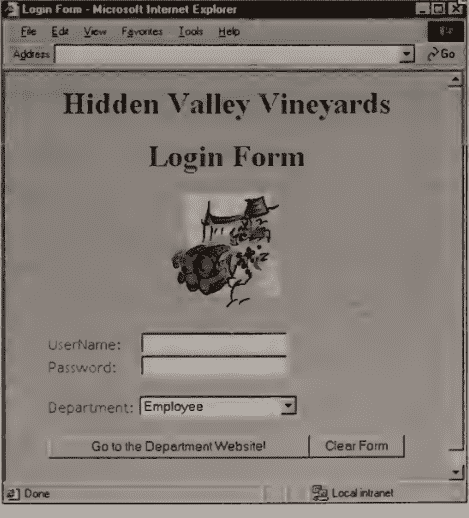 Login Form - Microsoft Internet Explorer
File Edit View Favorites Tools Help
Address Go
Hidden Valley Vineyards
Login Form
UserName:
Password:
Department: Employee
Go to the Department Website! Clear Form
Done Local intranet